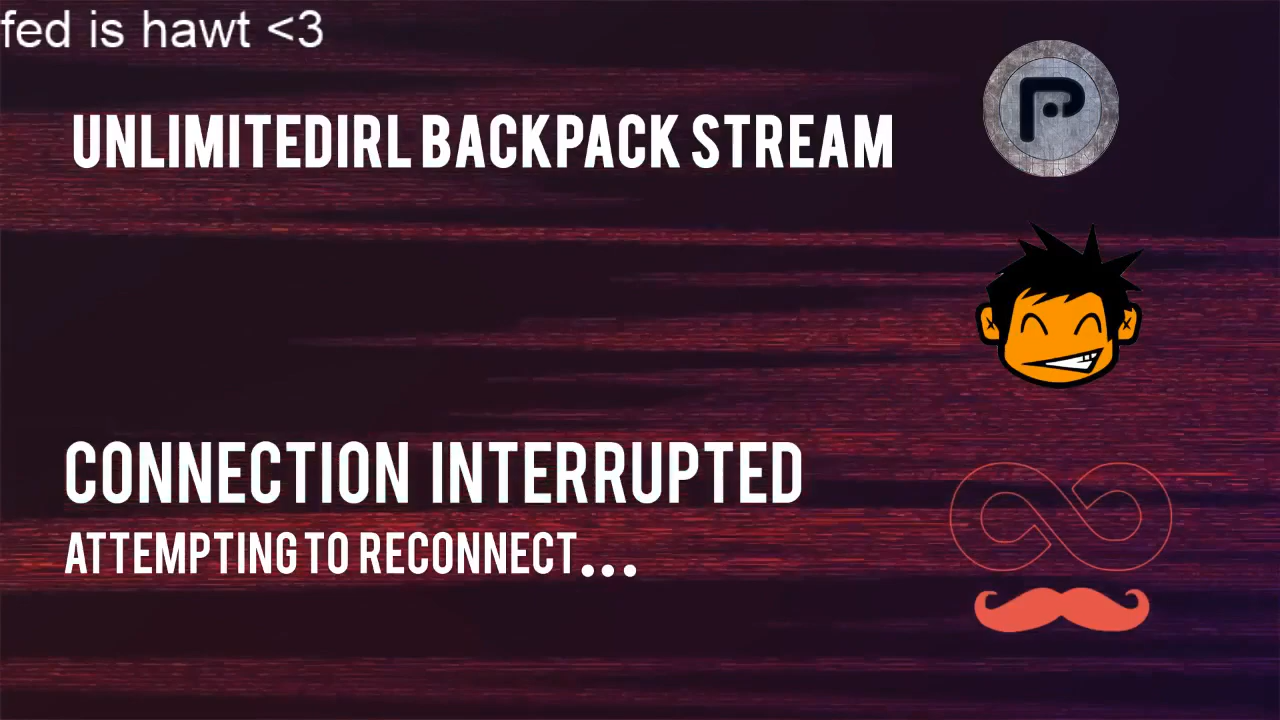 fed is hawt <3
UNLIMITEDIRL BACKPACK STREAM
P
CONNECTION INTERRUPTED
ATTEMPTING TO RECONNECT...